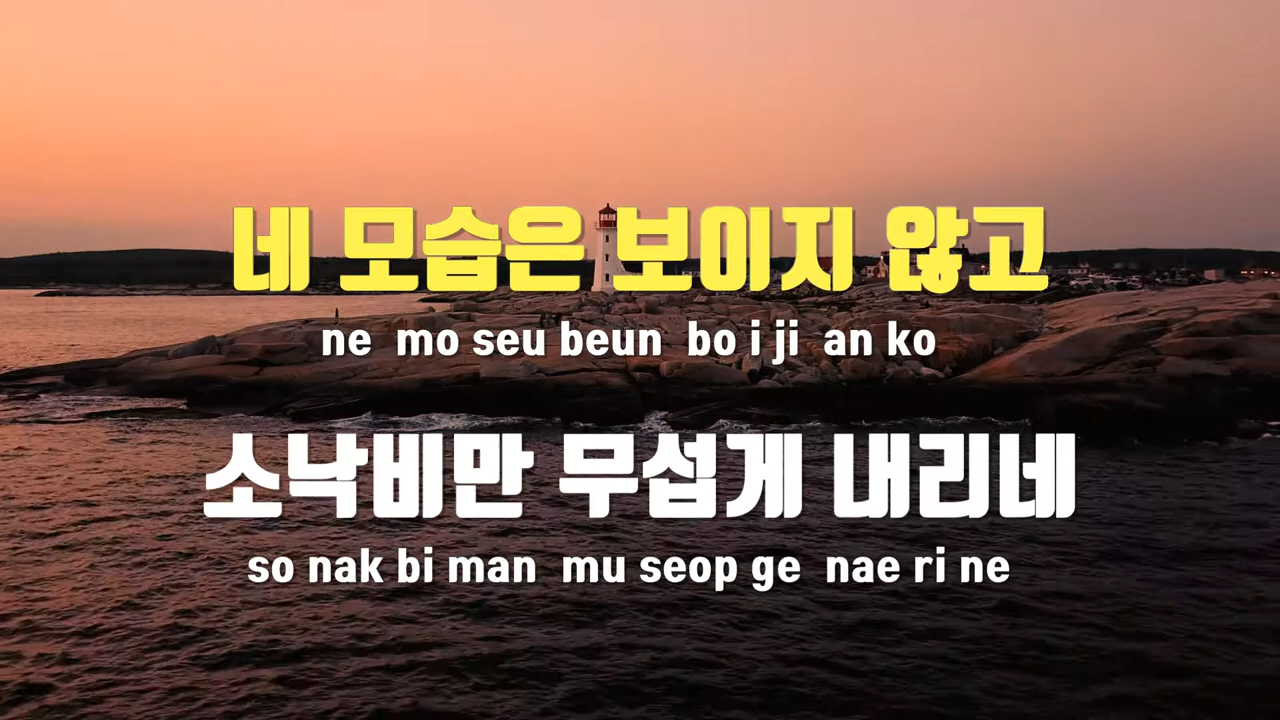 네 모습은 보이지 않고
ne mo seu beun bo i ji an ko
소낙비만 무섭게 내리네
so nak bi man mu seop ge nae ri ne